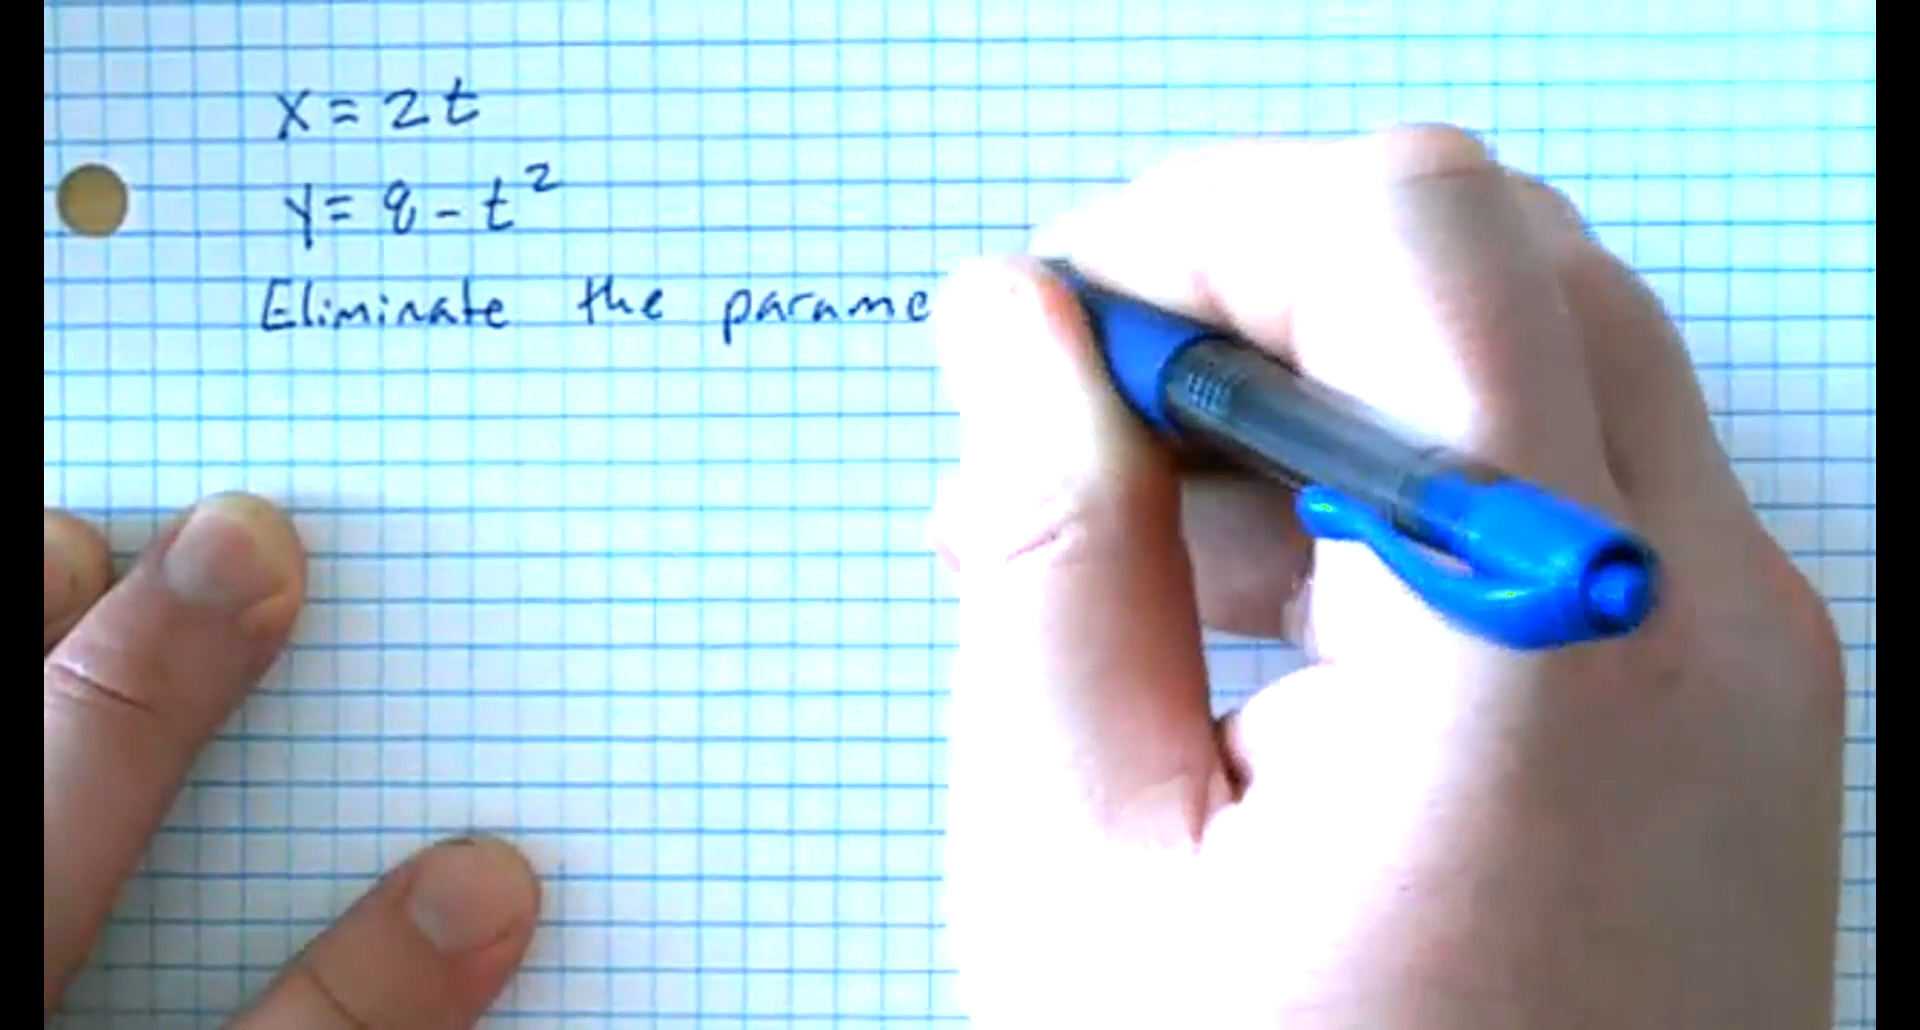 x = 2t
y = 8 - t²
Eliminate the parame